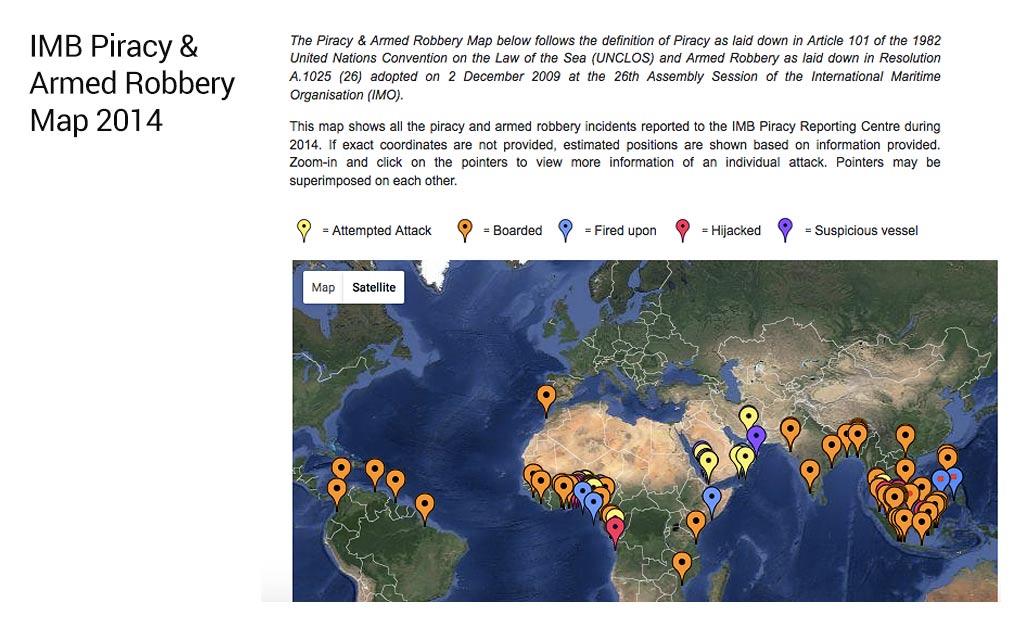 IMB Piracy &
Armed Robbery
Map 2014
The Piracy & Armed Robbery Map below follows the definition of Piracy as laid down in Article 101 of the 1982
United Nations Convention on the Law of the Sea (UNCLOS) and Armed Robbery as laid down in Resolution
A.1025 (26) adopted on 2 December 2009 at the 26th Assembly Session of the International Maritime
Organisation (IMO).
This map shows all the piracy and armed robbery incidents reported to the IMB Piracy Reporting Centre during
2014. If exact coordinates are not provided, estimated positions are shown based on information provided.
Zoom-in and click on the pointers to view more information of an individual attack. Pointers may be
superimposed on each other.
= Attempted Attack = Boarded = Fired upon = Hijacked = Suspicious vessel
Map Satellite